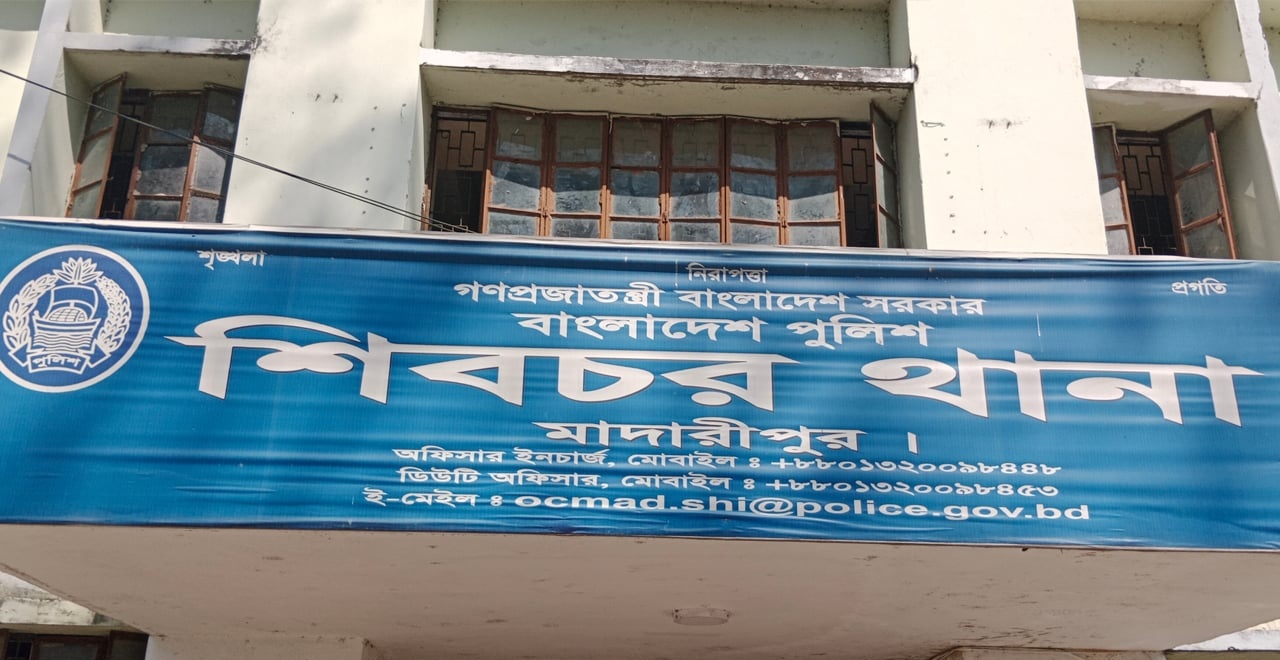 শৃঙ্খলা নিরাপত্তা প্রগতি
গণপ্রজাতন্ত্রী বাংলাদেশ সরকার
বাংলাদেশ পুলিশ
শিবচর থানা
মাদারীপুর ।
অফিসার ইনচার্জ, মোবাইল ঃ +৮৮০১৩২০০৯৮৪৪৮
ডিউটি অফিসার, মোবাইল ঃ +৮৮০১৩২০০৯৮৪৫৩
ই-মেইল ঃ ocmad.shi@police.gov.bd
পুলিশ